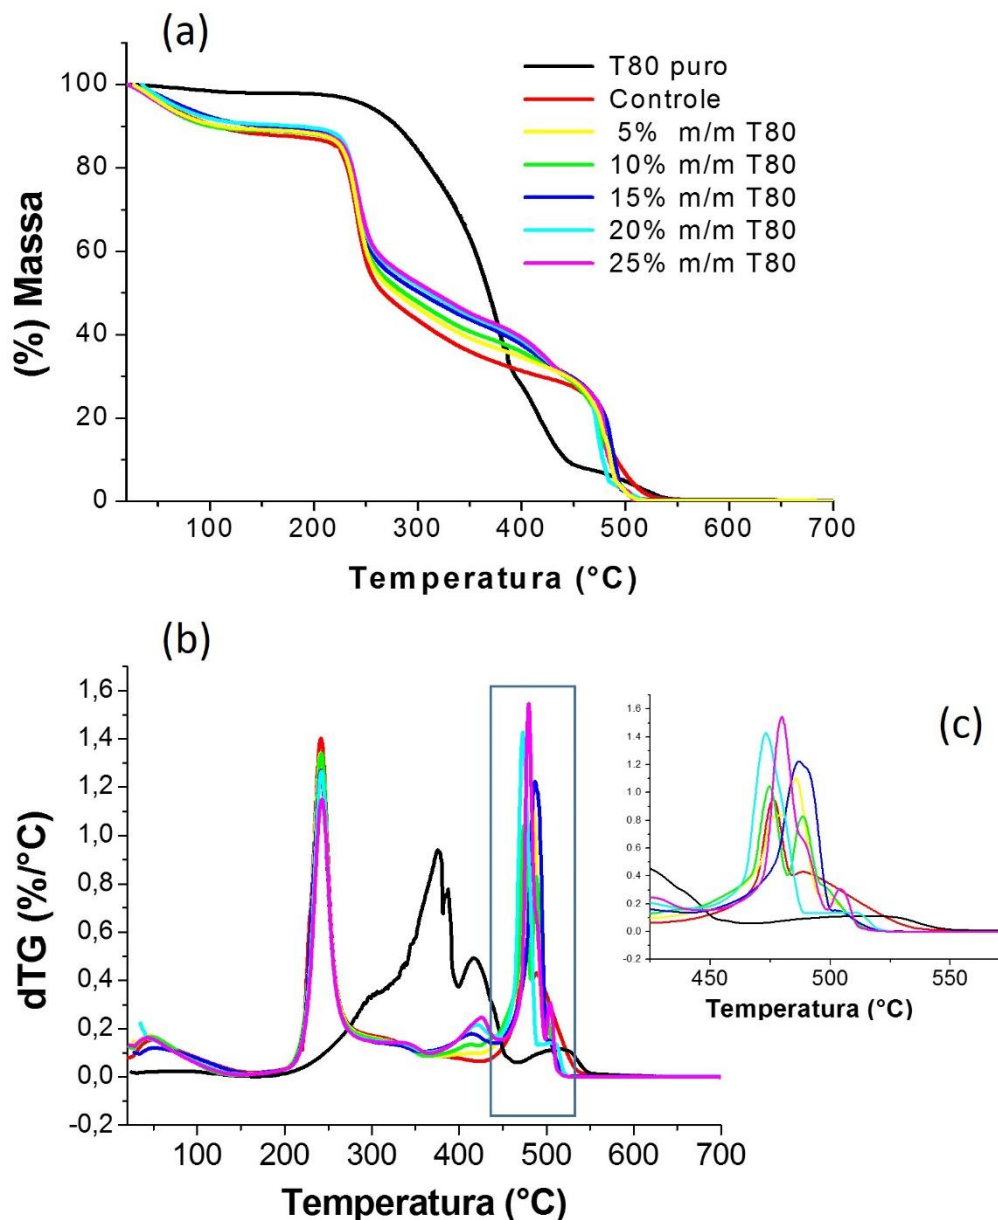 (a)
100
80
60
40
20
0
(%) Massa
T80 puro
Controle
5% m/m T80
10% m/m T80
15% m/m T80
20% m/m T80
25% m/m T80
100 200 300 400 500 600 700
Temperatura (°C)
(b)
1,6
1,4
1,2
1,0
0,8
0,6
0,4
0,2
0,0
-0,2
dTG (%/°C)
100 200 300 400 500 600 700
Temperatura (°C)
(c)
1.6
1.4
1.2
1.0
0.8
0.6
0.4
0.2
0.0
-0.2
450 500 550
Temperatura (°C)